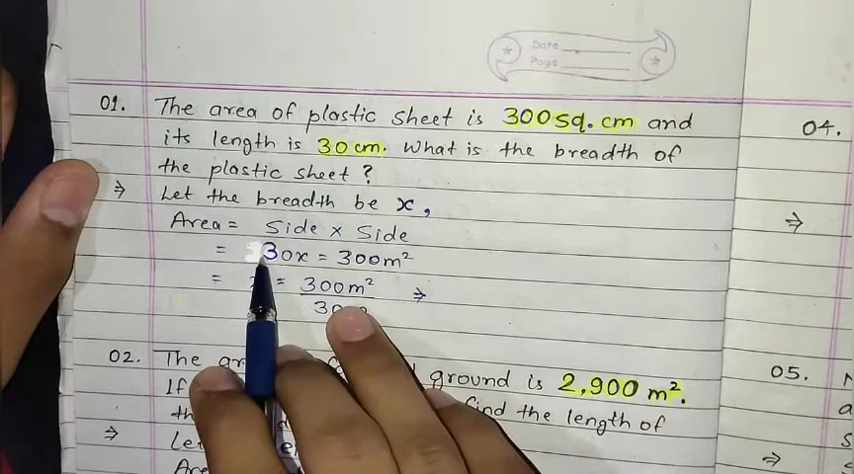 Date
Page
01. The area of plastic sheet is 300sq. cm and
its length is 30 cm. What is the breadth of
the plastic sheet?
⇒ Let the breadth be x,
Area = Side x Side
= 30x = 300m²
= = 300m² ⇒
02. The ground is 2,900 m².
If
find the length of
⇒
04.
⇒
05.
⇒